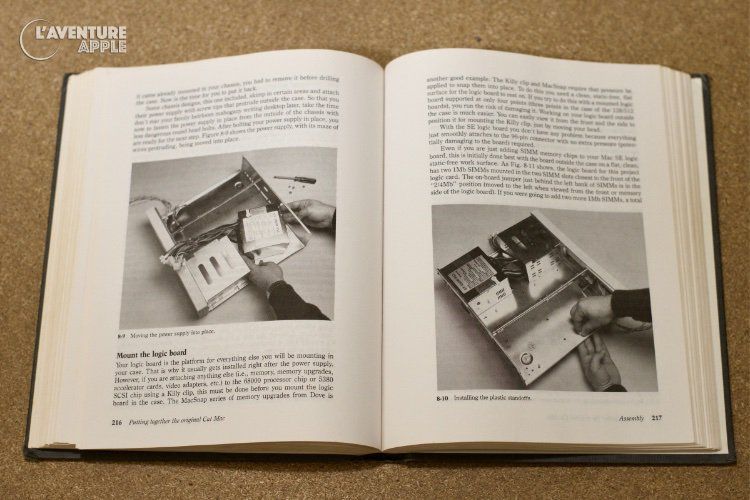 L'AVENTURE
APPLE
it came already mounted in your chassis, you had to remove it before drilling
the case. Now is the time for you to put it back.
Some chassis designs, this one included, skimp in certain areas and attach
their power supply with screw tips that protrude outside the case. So that you
don't mar your family heirloom mahogany writing desktop later, take the time
now to fasten the power supply in place from the outside of the chassis with
less dangerous round head bolts. After bolting your power supply in place, you
are ready for the next step. Figure 8-9 shows the power supply, with its maze of
wires protruding, being moved into place.
8-9 Moving the power supply into place.
Mount the logic board
Your logic board is the platform for everything else you will be mounting in
your case. That is why it usually gets installed right after the power supply.
However, if you are attaching anything else (i.e., memory, memory upgrades,
accelerator cards, video adapters, etc.) to the 68000 processor chip or 5380
SCSI chip using a Killy clip, this must be done before you mount the logic
board in the case. The MacSnap series of memory upgrades from Dove is
216 Putting together the original Cat Mac
another good example. The Killy clip and MacSnap require that pressure be
applied to snap them into place. To do this you need a clean, static-free, flat
surface for the logic board to rest on. If you try to do this with a mounted logic
board supported at only four points (three points in the case of the 128/512
boards), you run the risk of damaging it. Working on your logic board outside
the case is much easier. You can easily view it from the front and the side to
position it for mounting the Killy clip, just by moving your head.
With the SE logic board you don't have any problem because everything
just smoothly attaches to the 96-pin connector with no extra pressure (poten-
tially damaging to the board) required.
Even if you are just adding SIMM memory chips to your Mac SE logic
board, this is initially done best with the board outside the case on a flat, clean,
static-free work surface. As Fig. 8-11 shows, the logic board for this project
has two 1Mb SIMMs mounted in the two SIMM slots closest to the front of the
logic card. The on-board jumper just behind the left bank of SIMMs is in the
"2/4Mb" position (moved to the left when viewed from the front or memory
side of the logic board). If you were going to add two more 1Mb SIMMs, a total
8-10 Installing the plastic standoffs.
Assembly 217